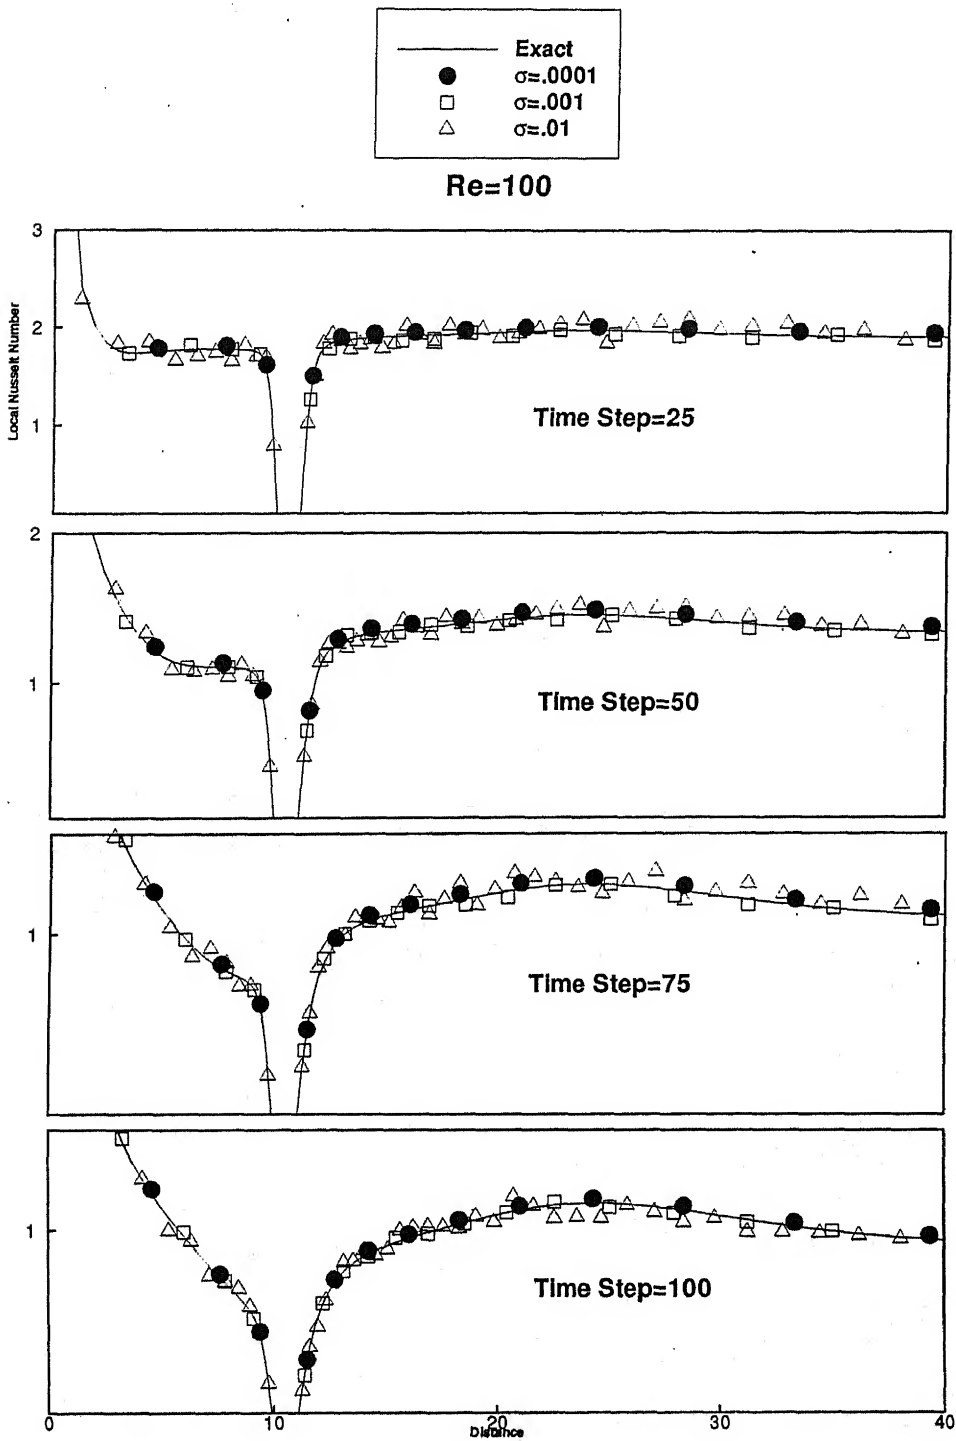 Exact
σ=.0001
σ=.001
σ=.01
Re=100
3
2
1
Local Nusselt Number
Time Step=25
2
1
Time Step=50
1
Time Step=75
1
Time Step=100
0
10
20
30
40
Distance